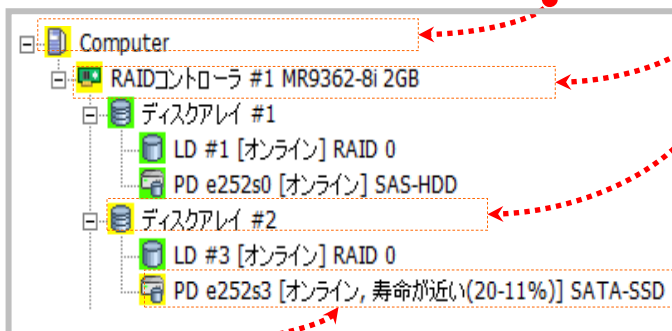 Computer
RAIDコントローラ #1 MR9362-8i 2GB
ディスクアレイ #1
LD #1 [オンライン] RAID 0
PD e252s0 [オンライン] SAS-HDD
ディスクアレイ #2
LD #3 [オンライン] RAID 0
PD e252s3 [オンライン, 寿命が近い(20-11%)] SATA-SSD